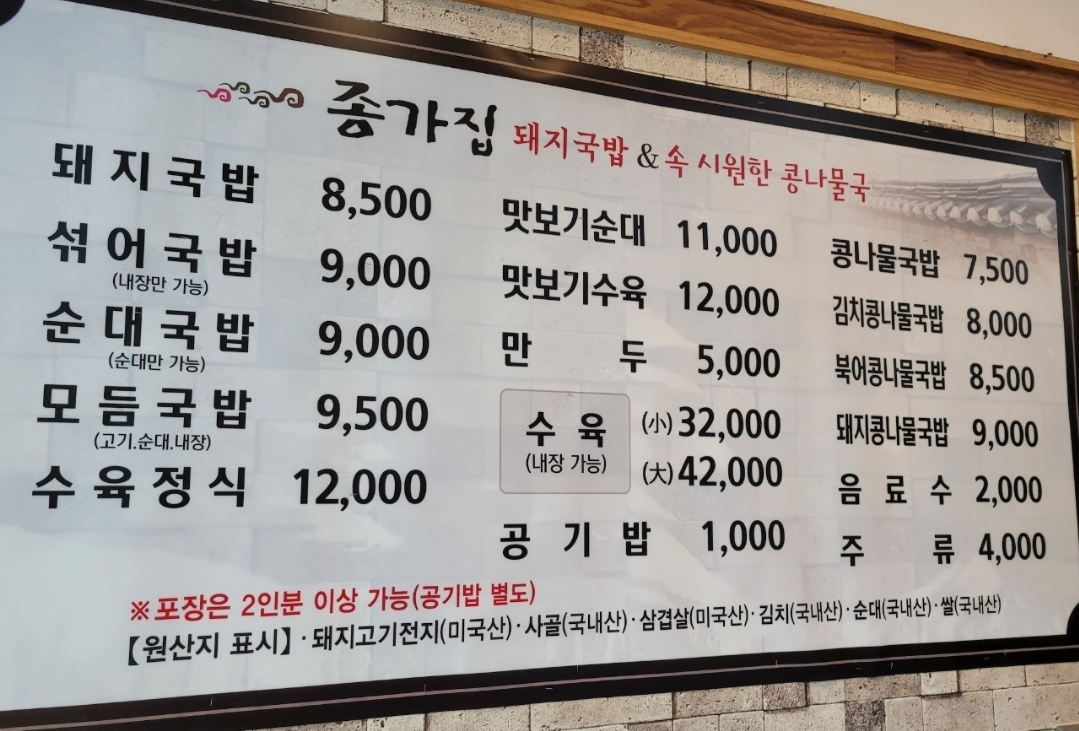 종가집 돼지국밥 & 속 시원한 콩나물국
돼지국밥 8,500
섞어국밥 9,000
(내장만 가능)
순대국밥 9,000
(순대만 가능)
모듬국밥 9,500
(고기.순대.내장)
수육정식 12,000
맛보기순대 11,000
맛보기수육 12,000
만두 5,000
수육 (小) 32,000
(내장 가능) (大) 42,000
공기밥 1,000
콩나물국밥 7,500
김치콩나물국밥 8,000
북어콩나물국밥 8,500
돼지콩나물국밥 9,000
음료수 2,000
주류 4,000
※포장은 2인분 이상 가능(공기밥 별도)
【원산지 표시】·돼지고기전지(미국산)·사골(국내산)·삼겹살(미국산)·김치(국내산)·순대(국내산)·쌀(국내산)